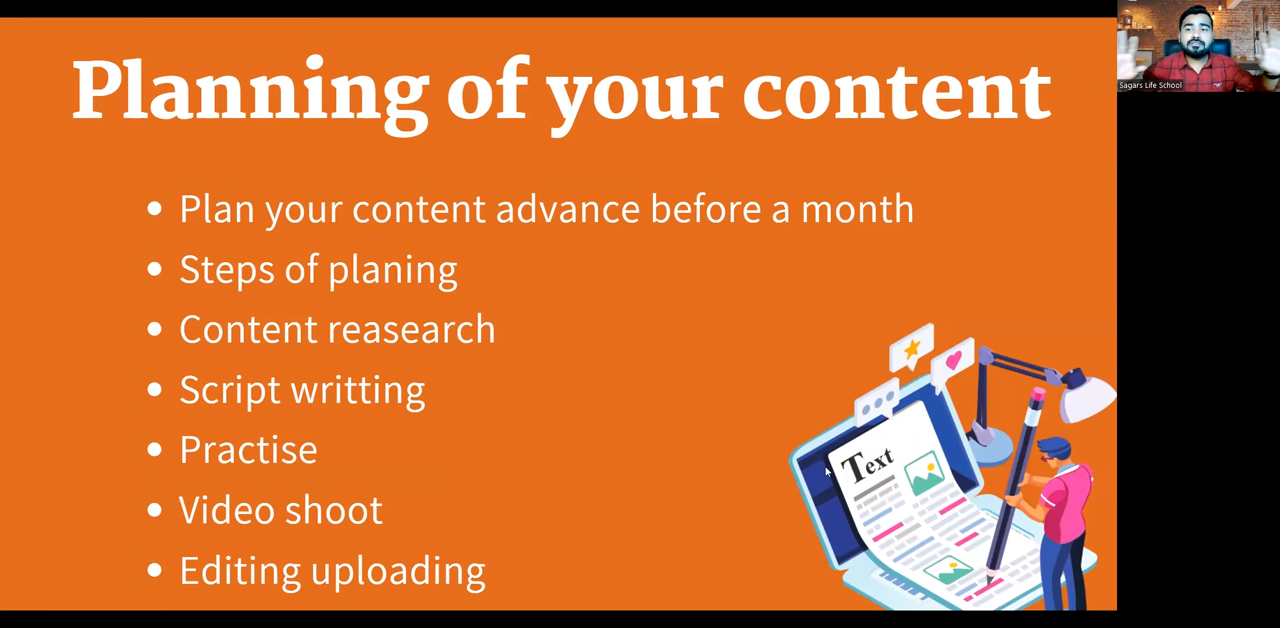 Planning of your content
Sagars Life School
• Plan your content advance before a month
• Steps of planing
• Content reasearch
• Script writting
• Practise
• Video shoot
• Editing uploading
Text